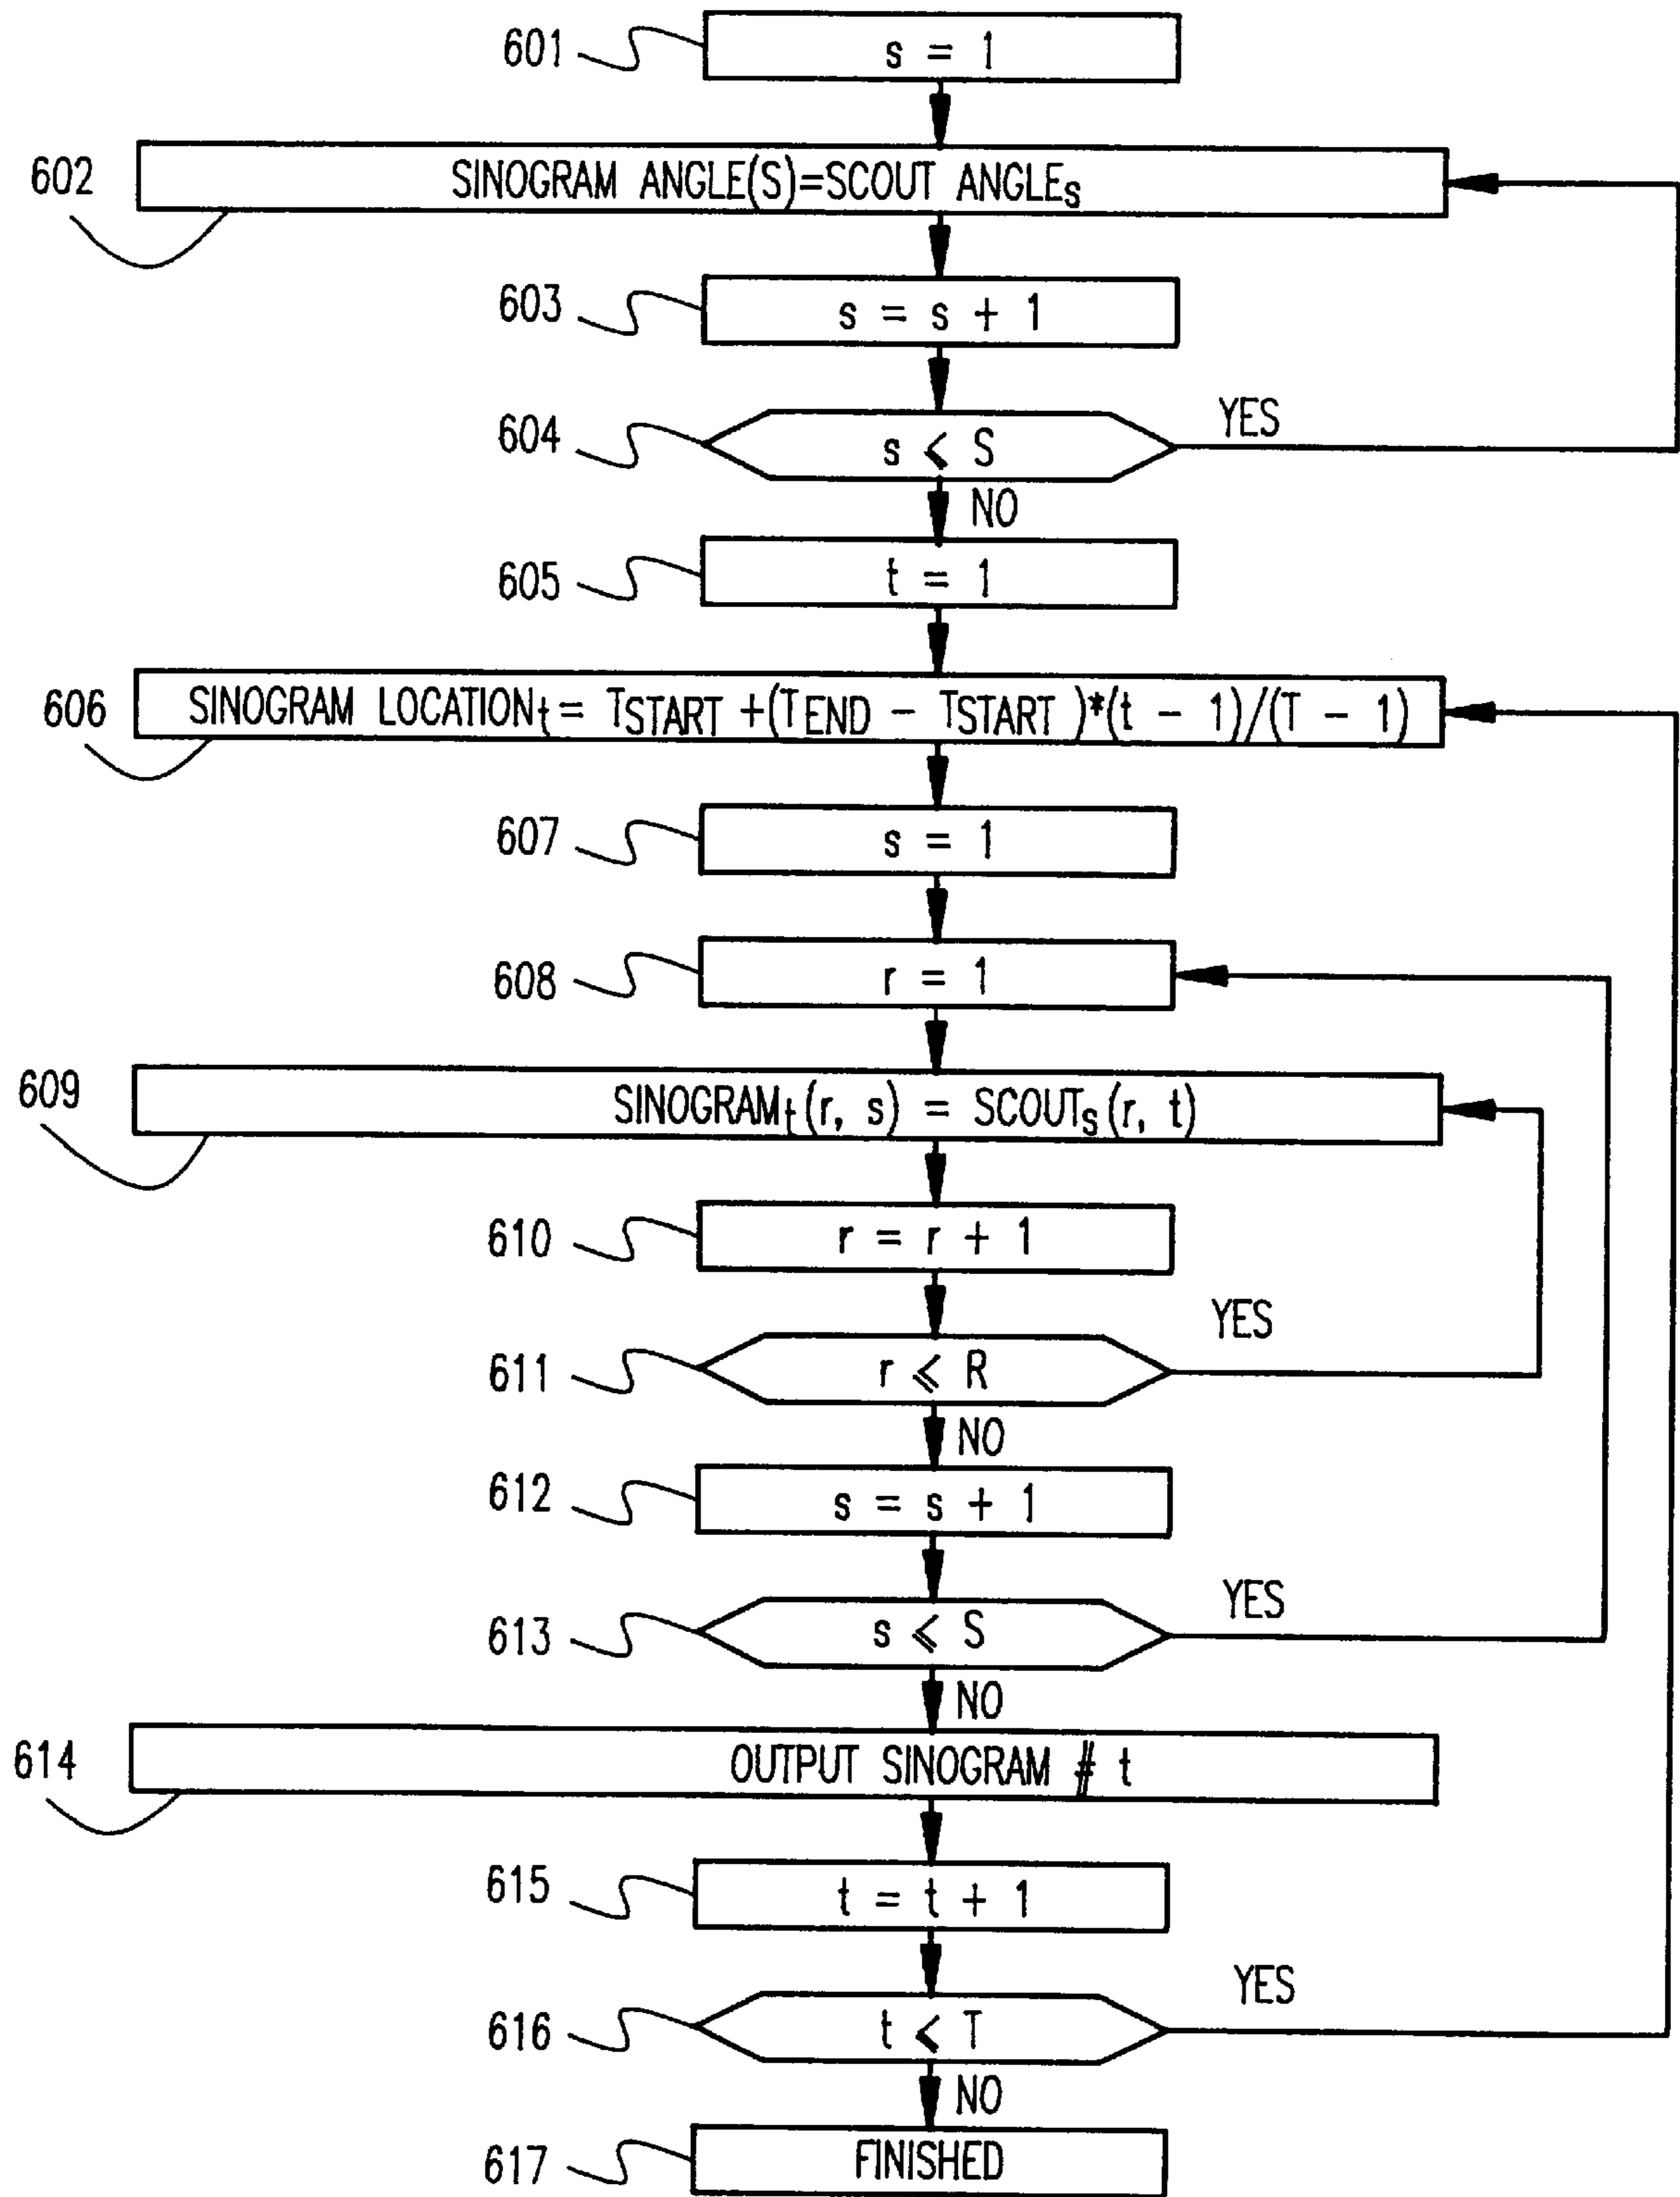 601
s = 1
602
SINOGRAM ANGLE(S)=SCOUT ANGLEs
603
s = s + 1
604
s ⩽ S
YES
NO
605
t = 1
606
SINOGRAM LOCATIONt = TSTART +(TEND − TSTART )*(t − 1)/(T − 1)
607
s = 1
608
r = 1
609
SINOGRAMt(r, s) = SCOUTs(r, t)
610
r = r + 1
611
r ⩽ R
YES
NO
612
s = s + 1
613
s ⩽ S
YES
NO
614
OUTPUT SINOGRAM # t
615
t = t + 1
616
t ⩽ T
YES
NO
617
FINISHED